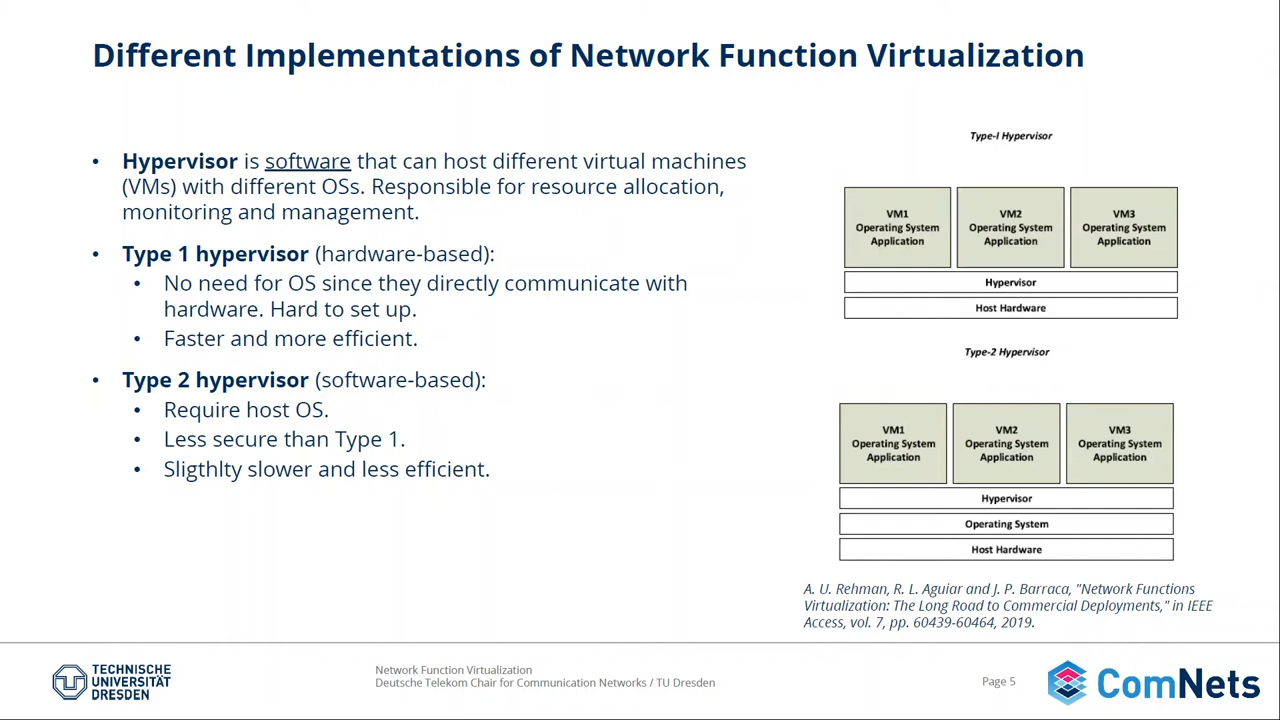 Different Implementations of Network Function Virtualization
• Hypervisor is software that can host different virtual machines
(VMs) with different OSs. Responsible for resource allocation,
monitoring and management.
• Type 1 hypervisor (hardware-based):
• No need for OS since they directly communicate with
hardware. Hard to set up.
• Faster and more efficient.
• Type 2 hypervisor (software-based):
• Require host OS.
• Less secure than Type 1.
• Sligthlty slower and less efficient.
Type-I Hypervisor
VM1
Operating System
Application
VM2
Operating System
Application
VM3
Operating System
Application
Hypervisor
Host Hardware
Type-2 Hypervisor
VM1
Operating System
Application
VM2
Operating System
Application
VM3
Operating System
Application
Hypervisor
Operating System
Host Hardware
A. U. Rehman, R. L. Aguiar and J. P. Barraca, "Network Functions
Virtualization: The Long Road to Commercial Deployments," in IEEE
Access, vol. 7, pp. 60439-60464, 2019.
TECHNISCHE
UNIVERSITÄT
DRESDEN
Network Function Virtualization
Deutsche Telekom Chair for Communication Networks / TU Dresden
Page 5
ComNets